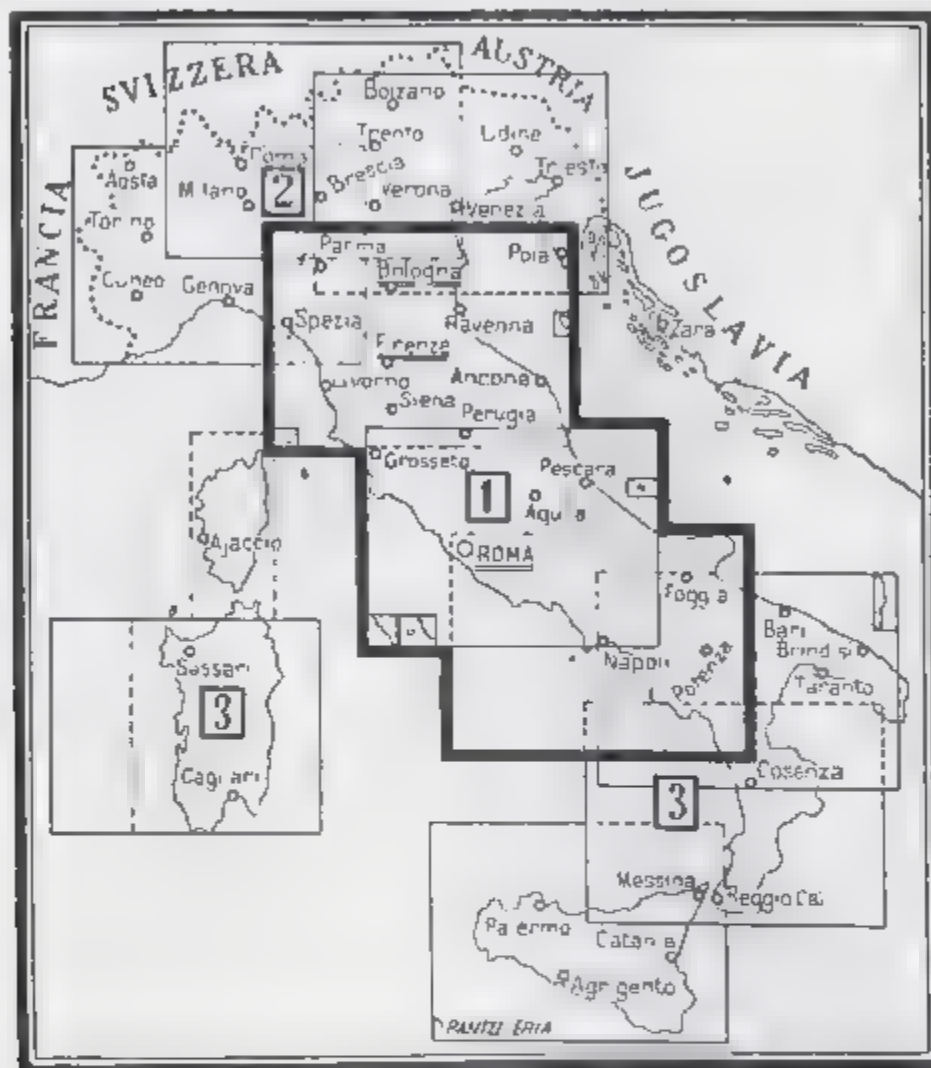 SVIZZERA
AUSTRIA
FRANCIA
JUGOSLAVIA
Bolzano
Trento
Udine
Aosta
Milano
2
Brescia
Verona
Venezia
Trieste
Torino
Cuneo
Genova
Parma
Bologna
Pola
Spezia
Ravenna
Zara
Firenze
Livorno
Ancona
Siena
Perugia
Grosseto
Pescara
1
Aquila
Ajaccio
ROMA
Foggia
Bari
Brindisi
Sassari
Napoli
Potenza
Taranto
3
Cagliari
Cosenza
3
Messina
Reggio Cal
Palermo
Catania
Agrigento